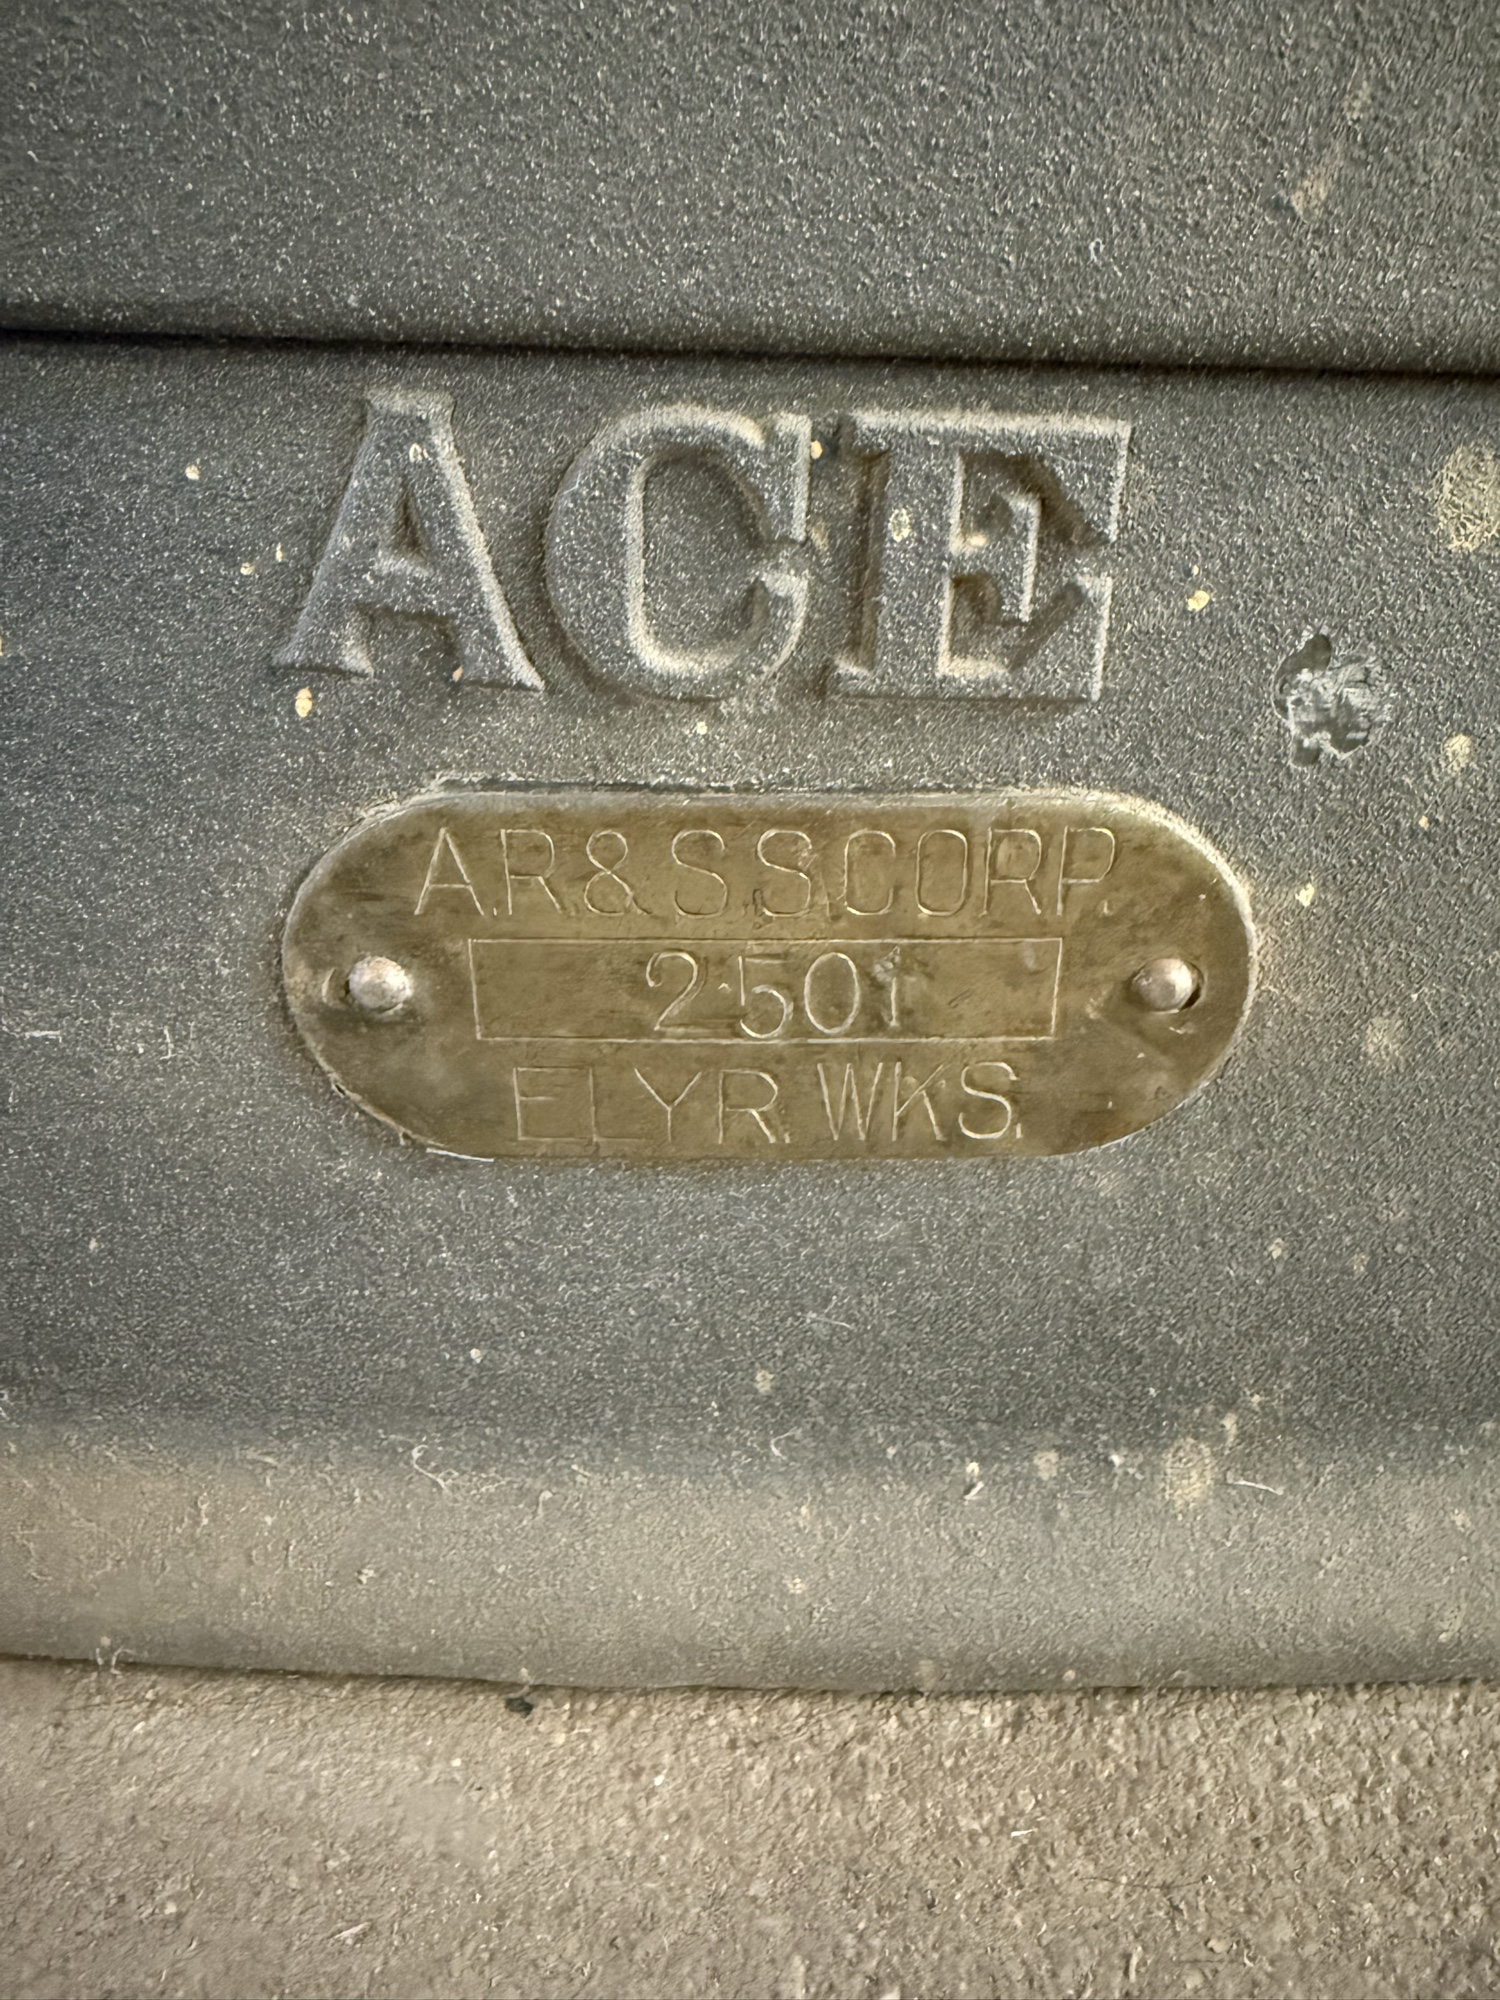 ACE
A.R.& S.S.CORP.
2501
ELYR. WKS.